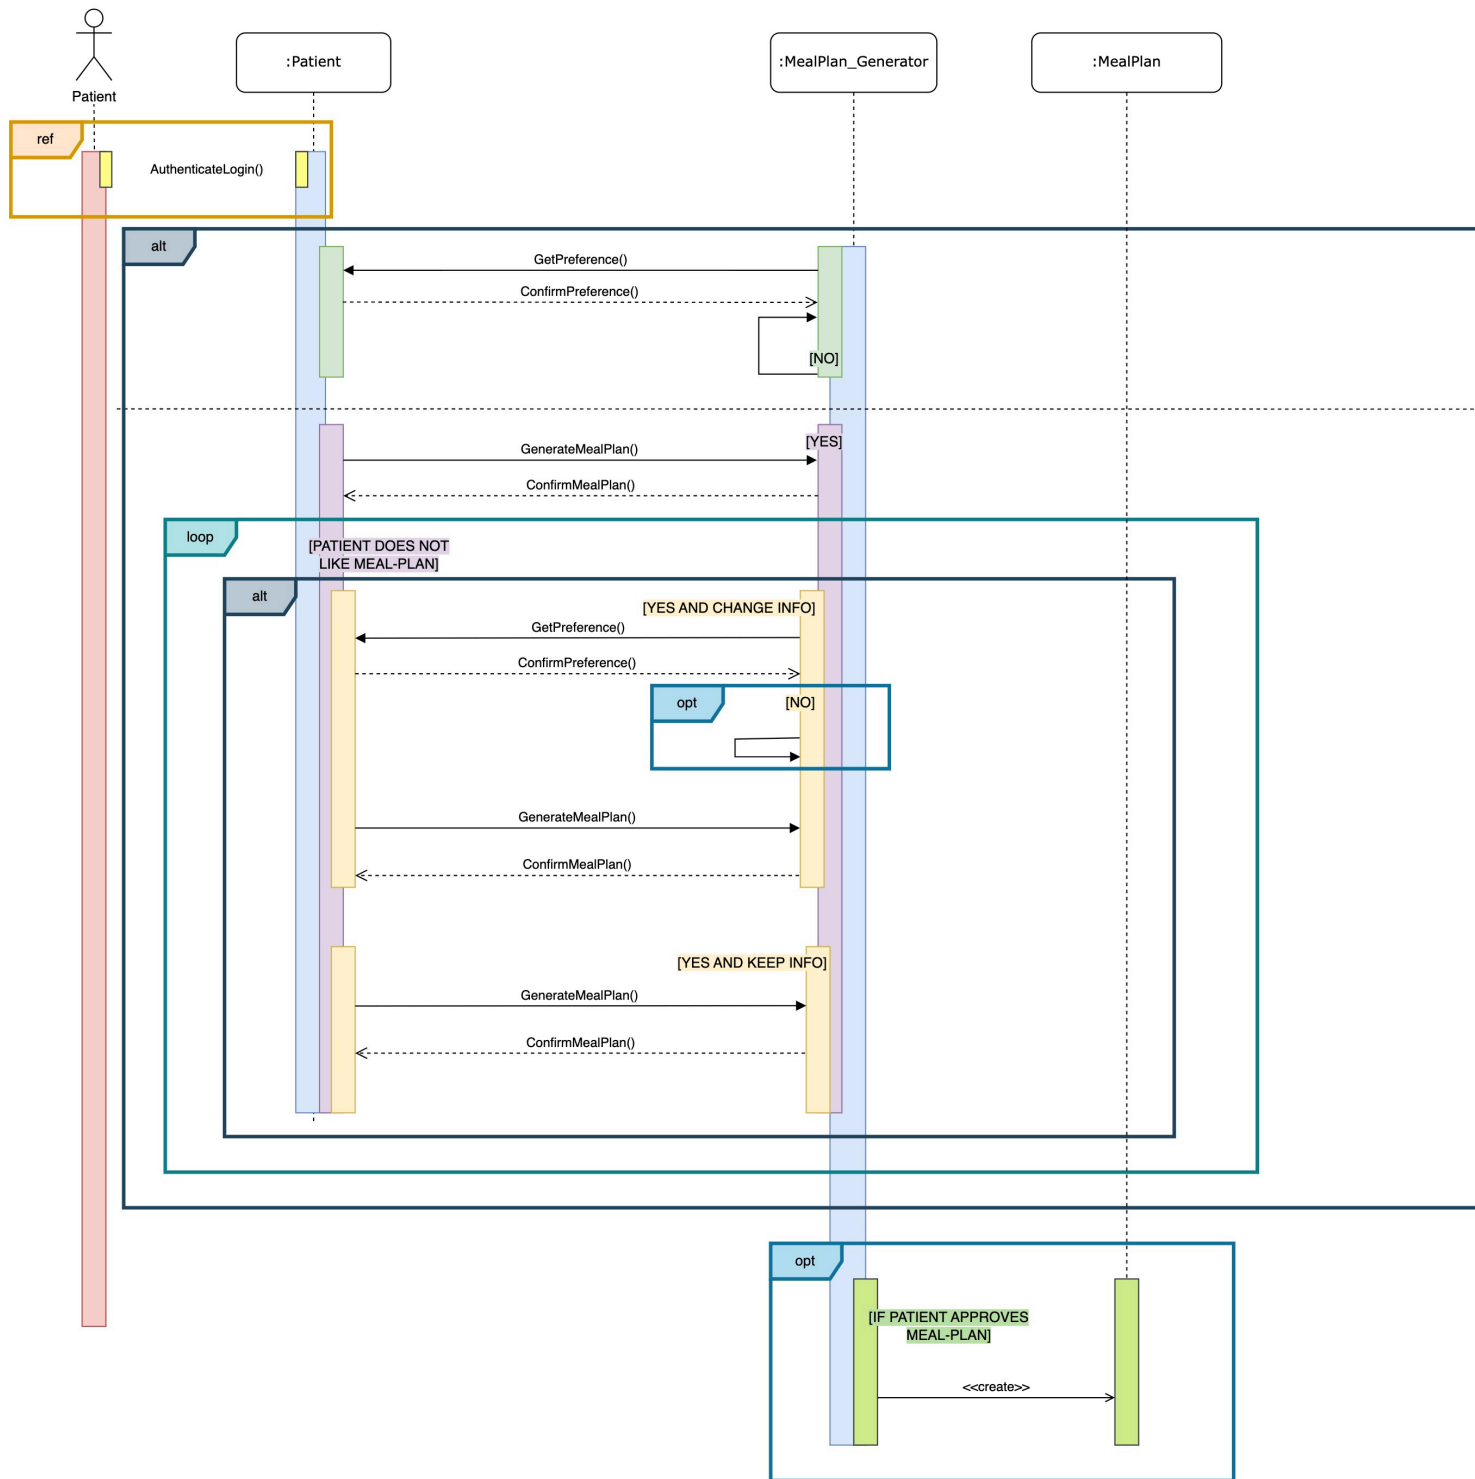 :Patient
:MealPlan_Generator
:MealPlan
Patient
ref
AuthenticateLogin()
alt
GetPreference()
ConfirmPreference()
[NO]
[YES]
GenerateMealPlan()
ConfirmMealPlan()
loop
[PATIENT DOES NOT
LIKE MEAL-PLAN]
alt
[YES AND CHANGE INFO]
GetPreference()
ConfirmPreference()
opt
[NO]
GenerateMealPlan()
ConfirmMealPlan()
[YES AND KEEP INFO]
GenerateMealPlan()
ConfirmMealPlan()
opt
[IF PATIENT APPROVES
MEAL-PLAN]
<<create>>